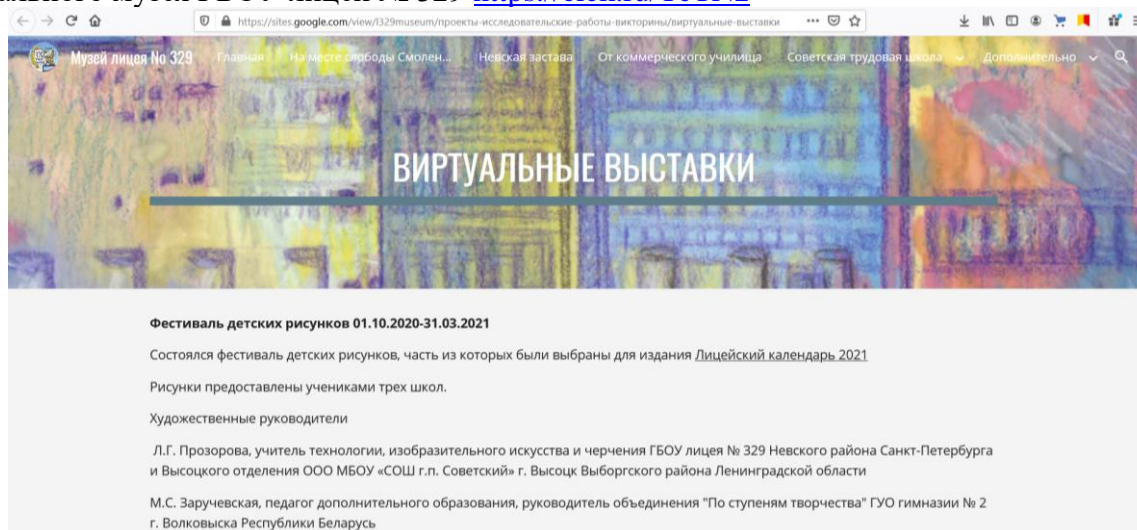 https://sites.google.com/view/l329museum/проекты-исследовательские-работы-викторины/виртуальные-выставки
Музей лицея No 329 Главная На месте слободы Смолен... Невская застава От коммерческого училища Советская трудовая школа Дополнительно
ВИРТУАЛЬНЫЕ ВЫСТАВКИ
Фестиваль детских рисунков 01.10.2020-31.03.2021
Состоялся фестиваль детских рисунков, часть из которых были выбраны для издания Лицейский календарь 2021
Рисунки предоставлены учениками трех школ.
Художественные руководители
Л.Г. Прозорова, учитель технологии, изобразительного искусства и черчения ГБОУ лицея № 329 Невского района Санкт-Петербурга
и Высоцкого отделения ООО МБОУ «СОШ г.п. Советский» г. Высоцк Выборгского района Ленинградской области
М.С. Заручевская, педагог дополнительного образования, руководитель объединения "По ступеням творчества" ГУО гимназии № 2
г. Волковыска Республики Беларусь